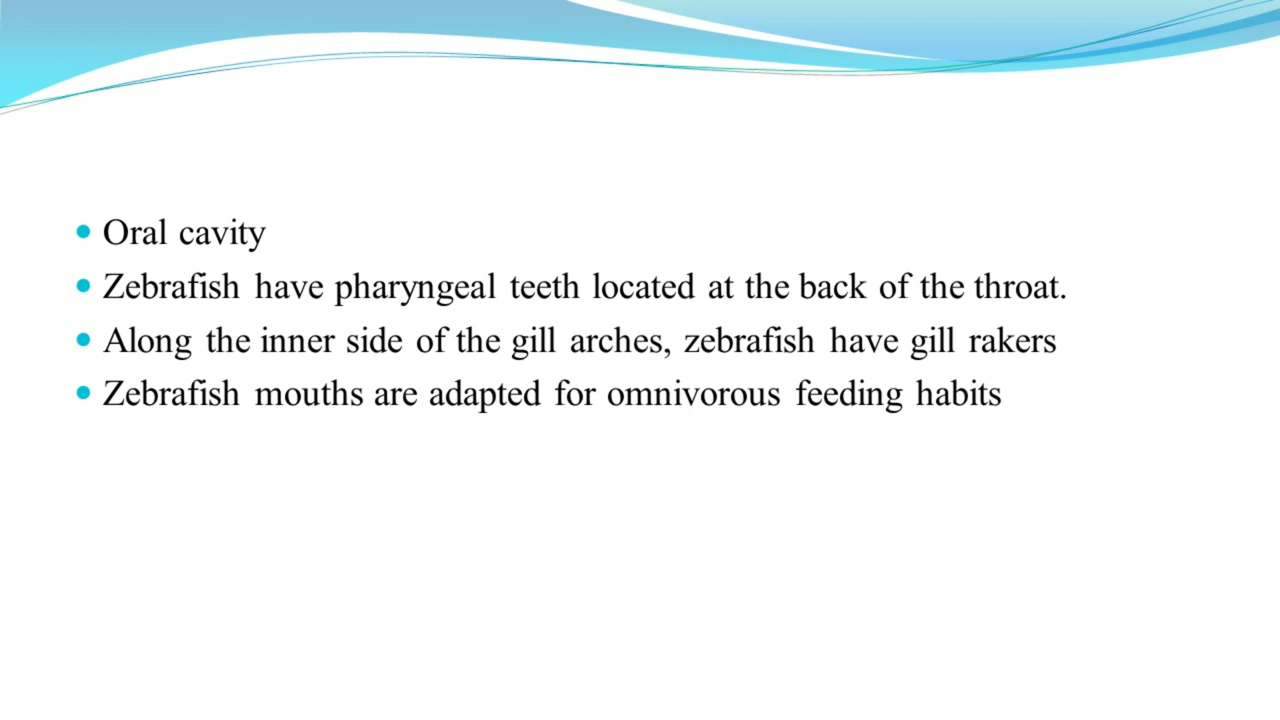 Oral cavity
Zebrafish have pharyngeal teeth located at the back of the throat.
Along the inner side of the gill arches, zebrafish have gill rakers
Zebrafish mouths are adapted for omnivorous feeding habits